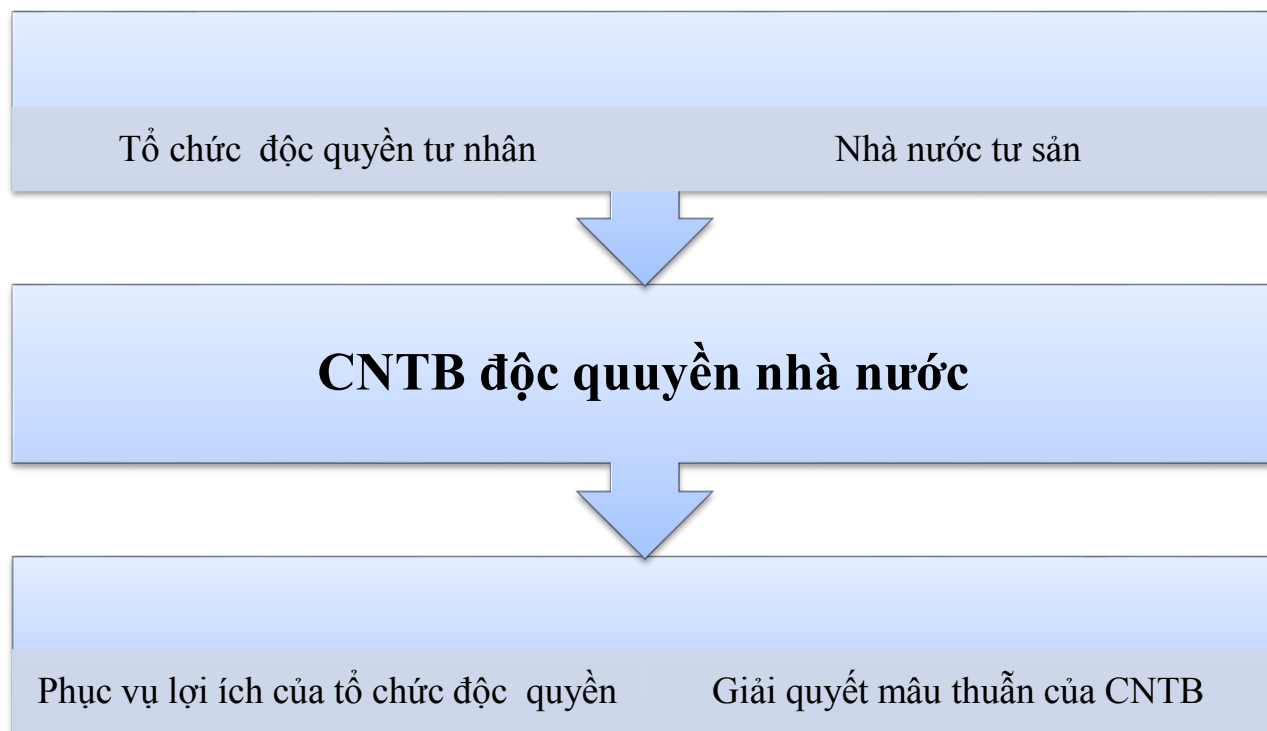 Tổ chức độc quyền tư nhân
Nhà nước tư sản
CNTB độc quuyền nhà nước
Phục vụ lợi ích của tổ chức độc quyền
Giải quyết mâu thuẫn của CNTB